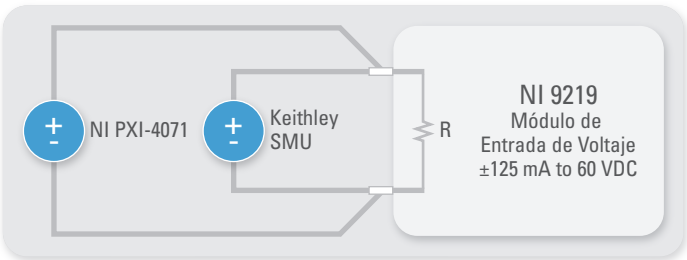 +
-
NI PXI-4071
+
-
Keithley
SMU
R
NI 9219
Módulo de
Entrada de Voltaje
±125 mA to 60 VDC